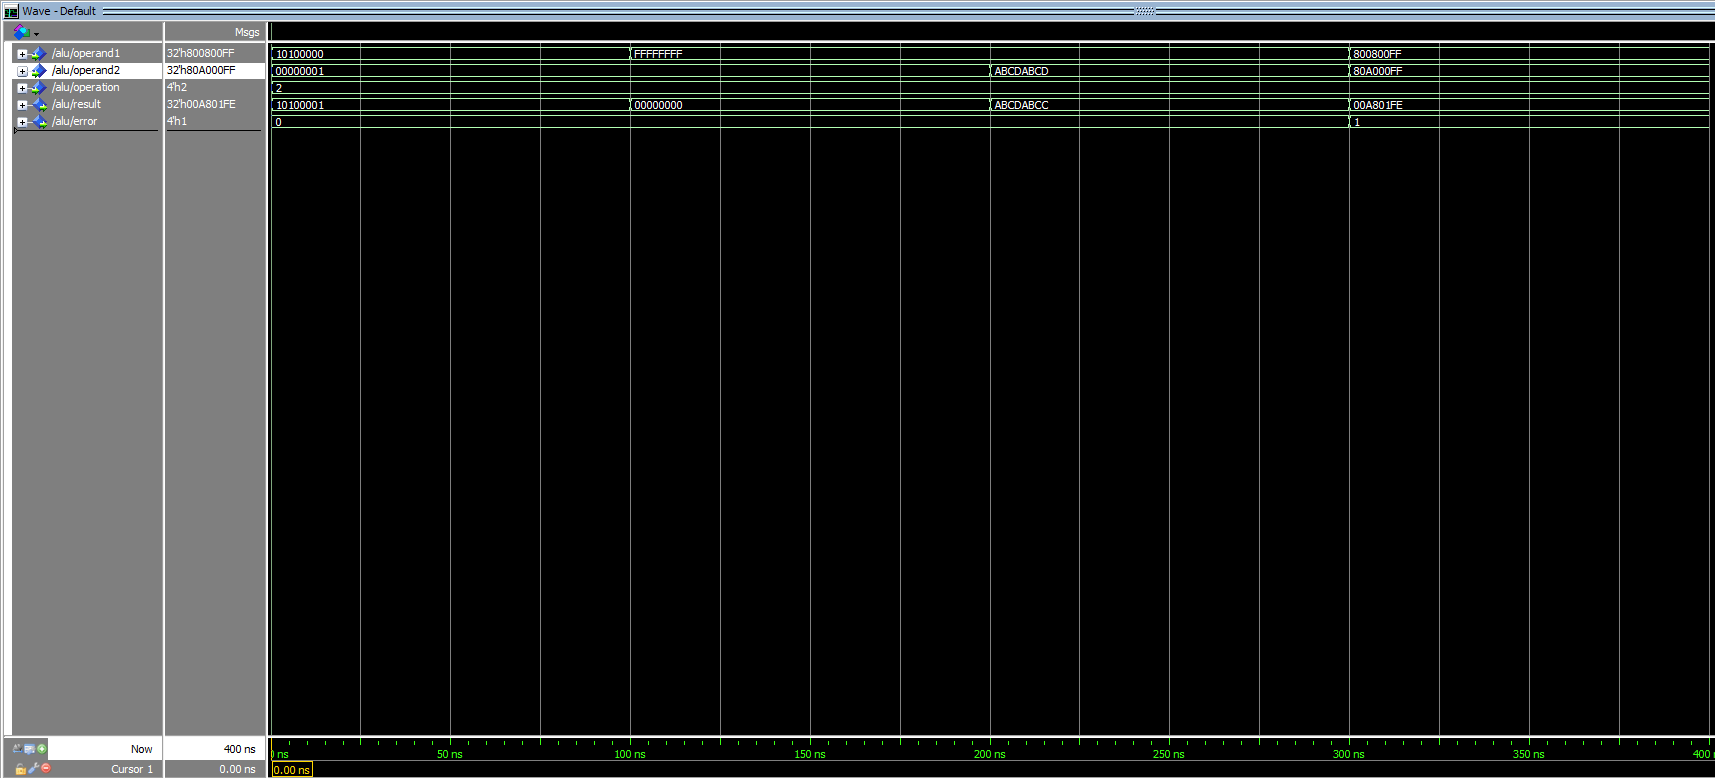 Wave - Default
Msgs
/alu/operand1 32'h800800FF 10100000 FFFFFFFF 800800FF
/alu/operand2 32'h80A000FF 00000001 ABCDABCD 80A000FF
/alu/operation 4'h2 2
/alu/result 32'h00A801FE 10100001 00000000 ABCDABCC 00A801FE
/alu/error 4'h1 0 1
Now 400 ns ns 50 ns 100 ns 150 ns 200 ns 250 ns 300 ns 350 ns 400
Cursor 1 0.00 ns 0.00 ns